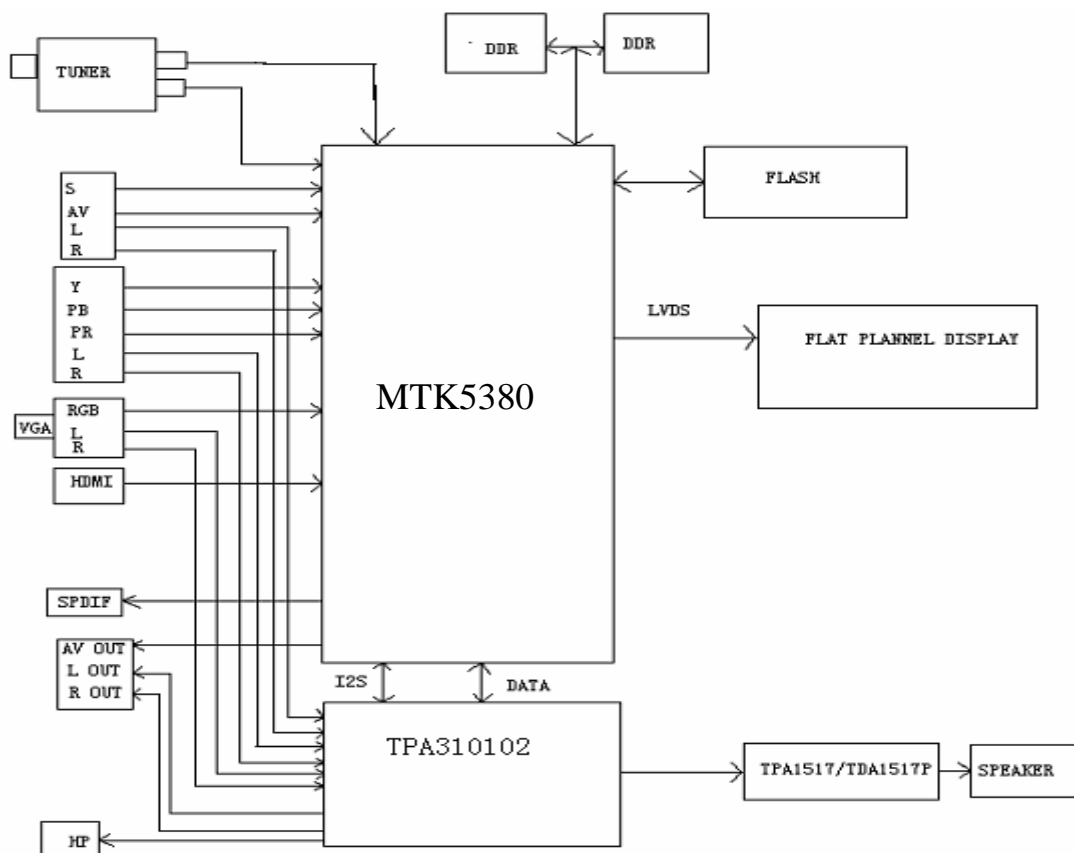 TUNER
DDR
DDR
S
AV
L
R
FLASH
Y
PB
PR
L
R
LVDS
FLAT PLANNEL DISPLAY
MTK5380
RGB
VGA
L
R
HDMI
SPDIF
AV OUT
L OUT
R OUT
I2S
DATA
TPA310102
TPA1517/TDA1517P
SPEAKER
HP